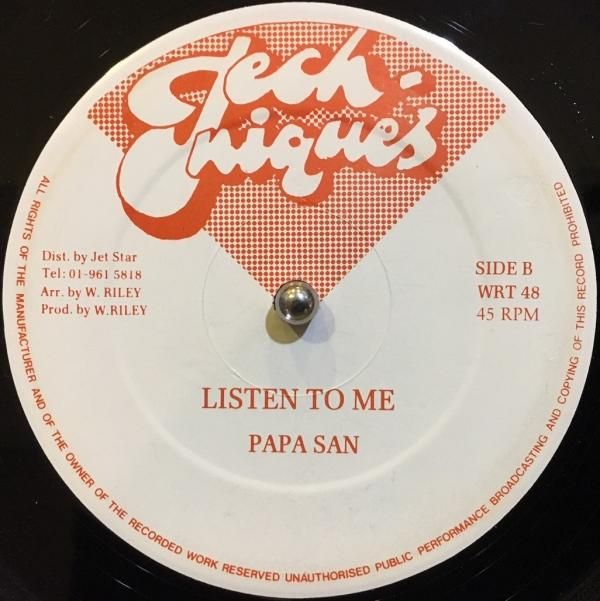 Tech-
niques
Dist. by Jet Star
Tel: 01-961 5818
Arr. by W. RILEY
Prod. by W.RILEY
SIDE B
WRT 48
45 RPM
LISTEN TO ME
PAPA SAN
ALL RIGHTS OF THE MANUFACTURER AND OF THE OWNER OF THE RECORDED WORK RESERVED UNAUTHORISED PUBLIC PERFORMANCE BROADCASTING AND COPYING OF THIS RECORD PROHIBITED